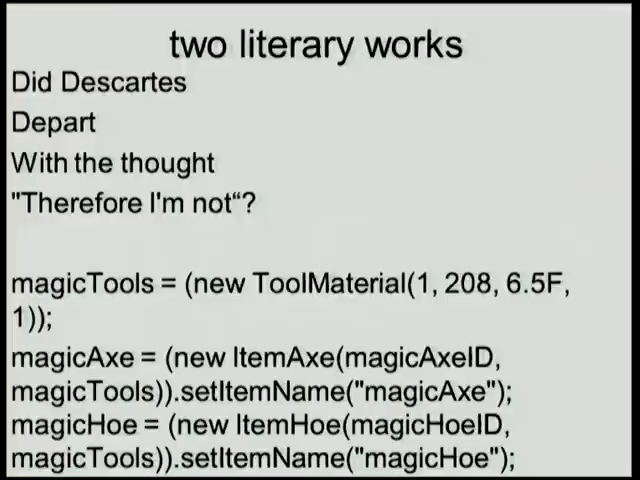 two literary works
Did Descartes
Depart
With the thought
"Therefore I'm not“?
magicTools = (new ToolMaterial(1, 208, 6.5F,
1));
magicAxe = (new ItemAxe(magicAxeID,
magicTools)).setItemName("magicAxe");
magicHoe = (new ItemHoe(magicHoeID,
magicTools)).setItemName("magicHoe");